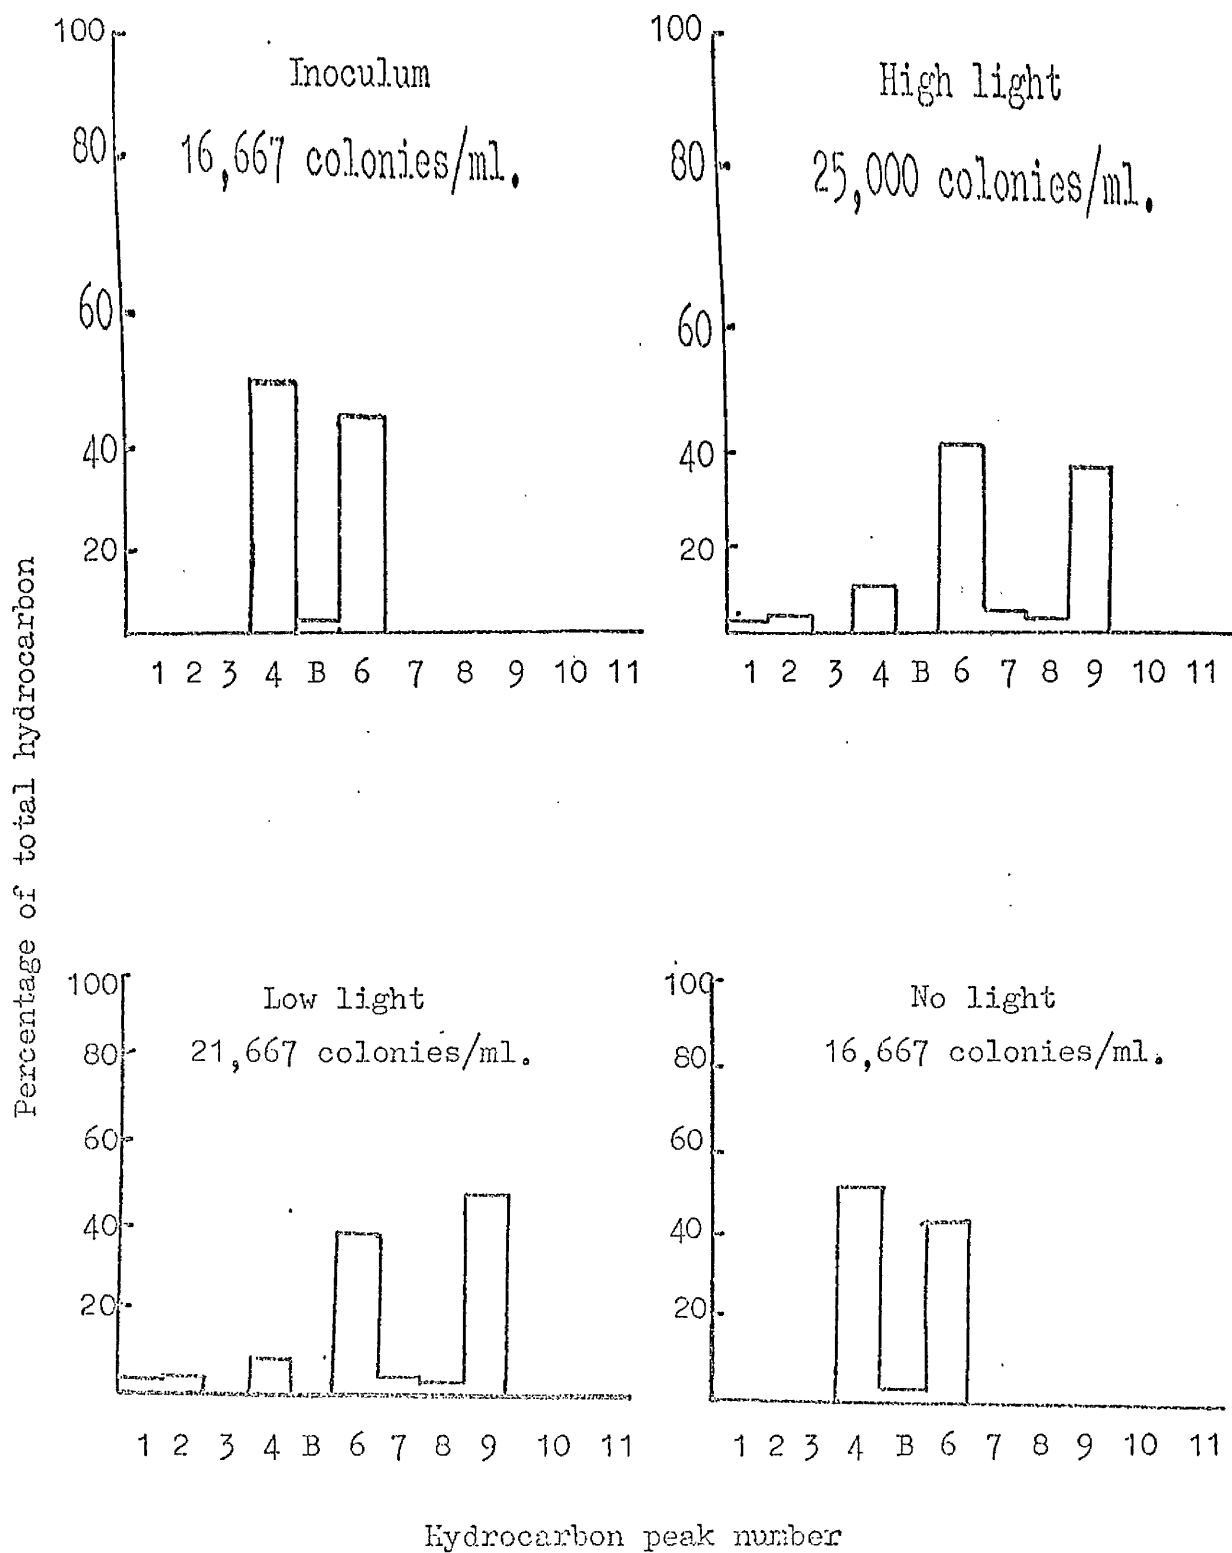 Percentage of total hydrocarbon
100
80
60
40
20
Inoculum
16,667 colonies/ml.
1 2 3 4 B 6 7 8 9 10 11
100
80
60
40
20
High light
25,000 colonies/ml.
1 2 3 4 B 6 7 8 9 10 11
100
80
60
40
20
Low light
21,667 colonies/ml.
1 2 3 4 B 6 7 8 9 10 11
100
80
60
40
20
No light
16,667 colonies/ml.
1 2 3 4 B 6 7 8 9 10 11
Hydrocarbon peak number